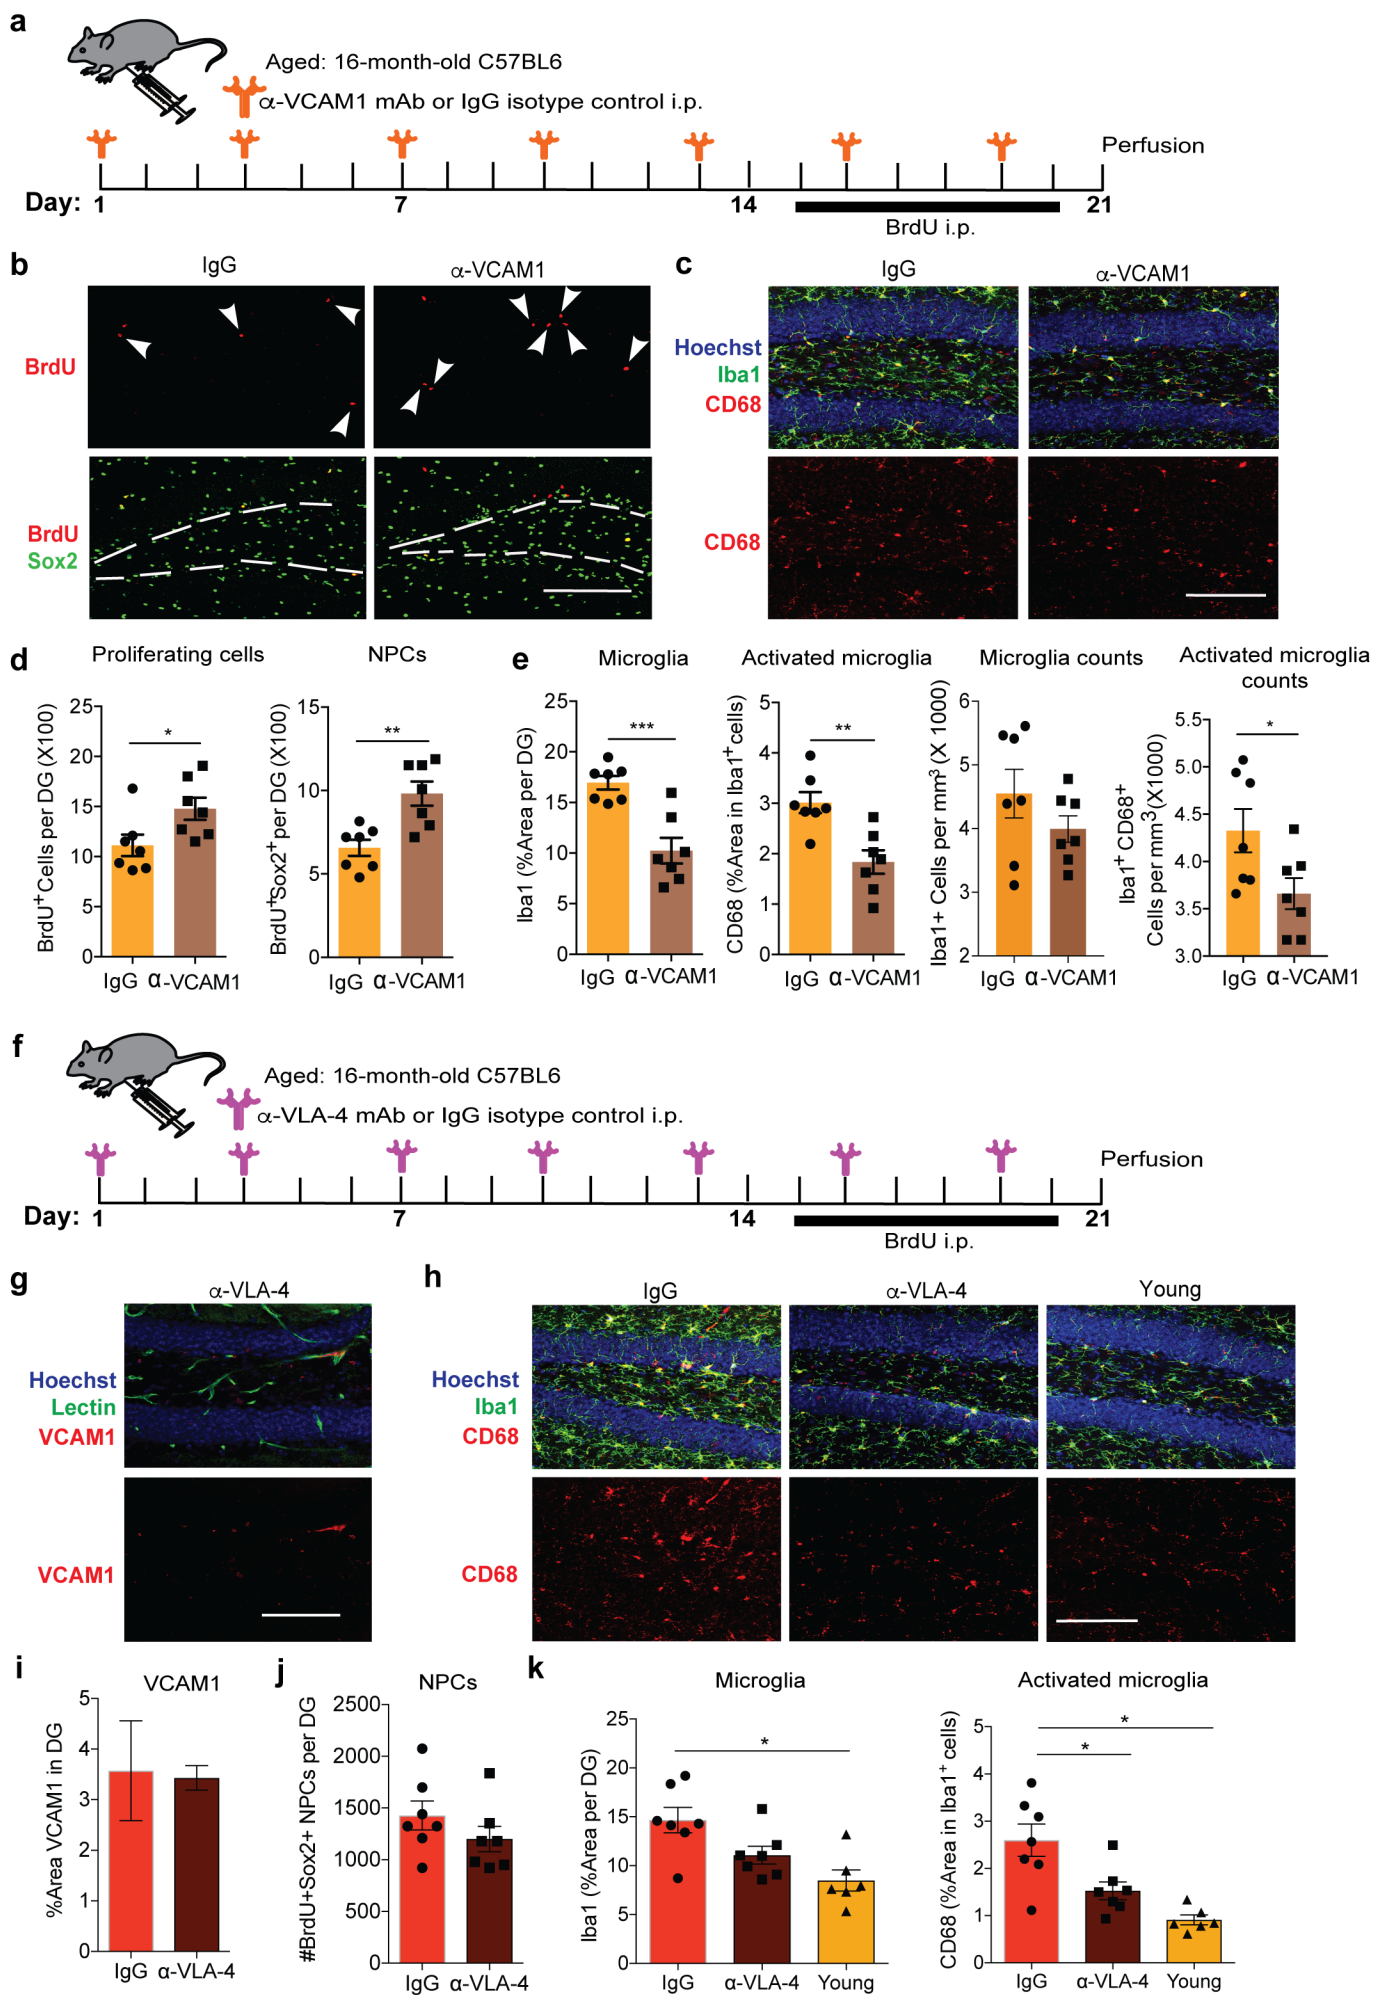 a
Aged: 16-month-old C57BL6
α-VCAM1 mAb or IgG isotype control i.p.
Perfusion
Day: 1 7 14 21
BrdU i.p.
b
IgG α-VCAM1
BrdU
BrdU
Sox2
c
IgG α-VCAM1
Hoechst
Iba1
CD68
CD68
d
Proliferating cells
BrdU+Cells per DG (X100)
25
20
15
10
5
0
*
IgG α-VCAM1
NPCs
BrdU+Sox2+per DG (X100)
15
10
5
0
**
IgG α-VCAM1
e
Microglia
Iba1 (%Area per DG)
25
20
15
10
5
0
***
IgG α-VCAM1
Activated microglia
CD68 (%Area in Iba1+cells)
5
4
3
2
1
0
**
IgG α-VCAM1
Microglia counts
Iba1+ Cells per mm3 (X 1000)
6
5
4
3
2
IgG α-VCAM1
Activated microglia
counts
Iba1+ CD68+
Cells per mm3(X1000)
5.5
5.0
4.5
4.0
3.5
3.0
*
IgG α-VCAM1
f
Aged: 16-month-old C57BL6
α-VLA-4 mAb or IgG isotype control i.p.
Perfusion
Day: 1 7 14 21
BrdU i.p.
g
α-VLA-4
Hoechst
Lectin
VCAM1
VCAM1
h
IgG α-VLA-4 Young
Hoechst
Iba1
CD68
CD68
i
VCAM1
%Area VCAM1 in DG
5
4
3
2
1
0
IgG α-VLA-4
j
NPCs
#BrdU+Sox2+ NPCs per DG
2500
2000
1500
1000
500
0
IgG α-VLA-4
k
Microglia
Iba1 (%Area per DG)
25
20
15
10
5
0
*
IgG α-VLA-4 Young
Activated microglia
CD68 (%Area in Iba1+ cells)
5
4
3
2
1
0
*
*
IgG α-VLA-4 Young